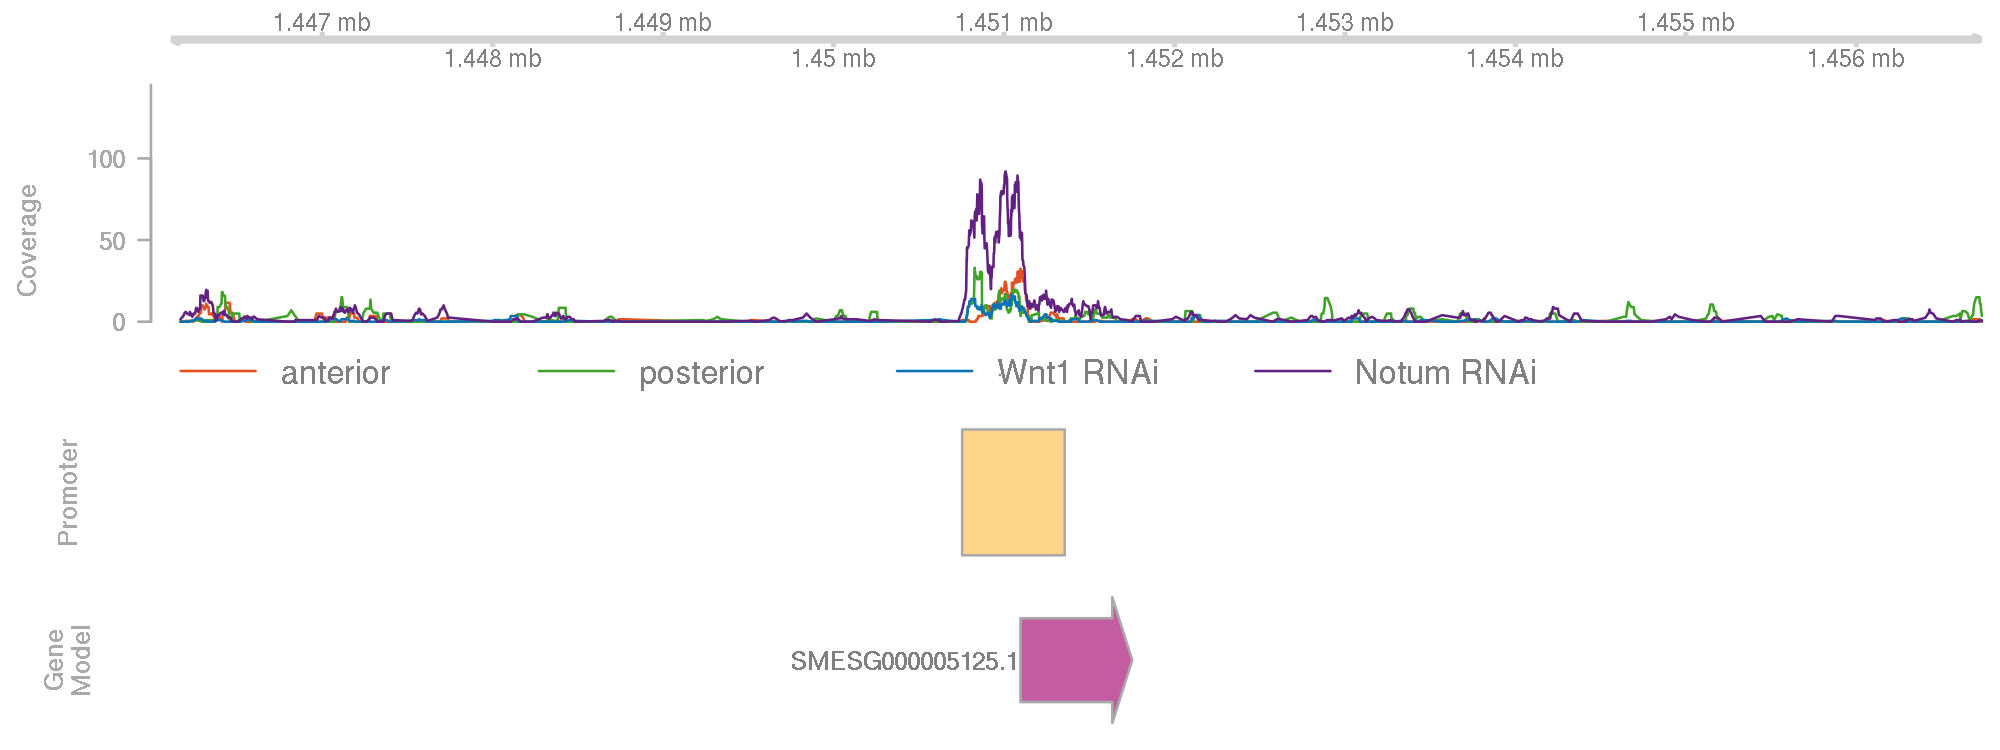 1.447 mb 1.449 mb 1.451 mb 1.453 mb 1.455 mb
1.448 mb 1.45 mb 1.452 mb 1.454 mb 1.456 mb
Coverage
100
50
0
anterior posterior Wnt1 RNAi Notum RNAi
Promoter
Gene
Model
SMESG000005125.1